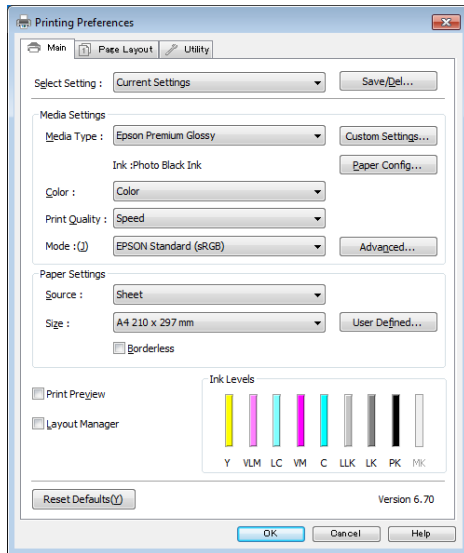 Printing Preferences
Main Page Layout Utility
Select Setting : Current Settings Save/Del...
Media Settings
Media Type : Epson Premium Glossy Custom Settings...
Ink :Photo Black Ink Paper Config...
Color : Color
Print Quality : Speed
Mode :(J) EPSON Standard (sRGB) Advanced...
Paper Settings
Source : Sheet
Size : A4 210 x 297 mm User Defined...
Borderless
Ink Levels
Print Preview
Layout Manager
Y VLM LC VM C LLK LK PK MK
Reset Defaults(Y) Version 6.70
OK Cancel Help